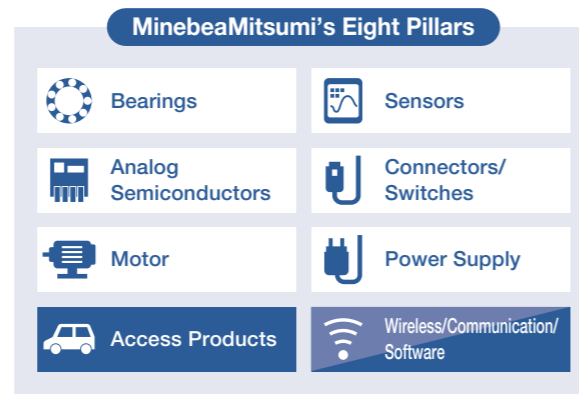 MinebeaMitsumi’s Eight Pillars
Bearings
Sensors
Analog
Semiconductors
Connectors/
Switches
Motor
Power Supply
Access Products
Wireless/Communication/
Software